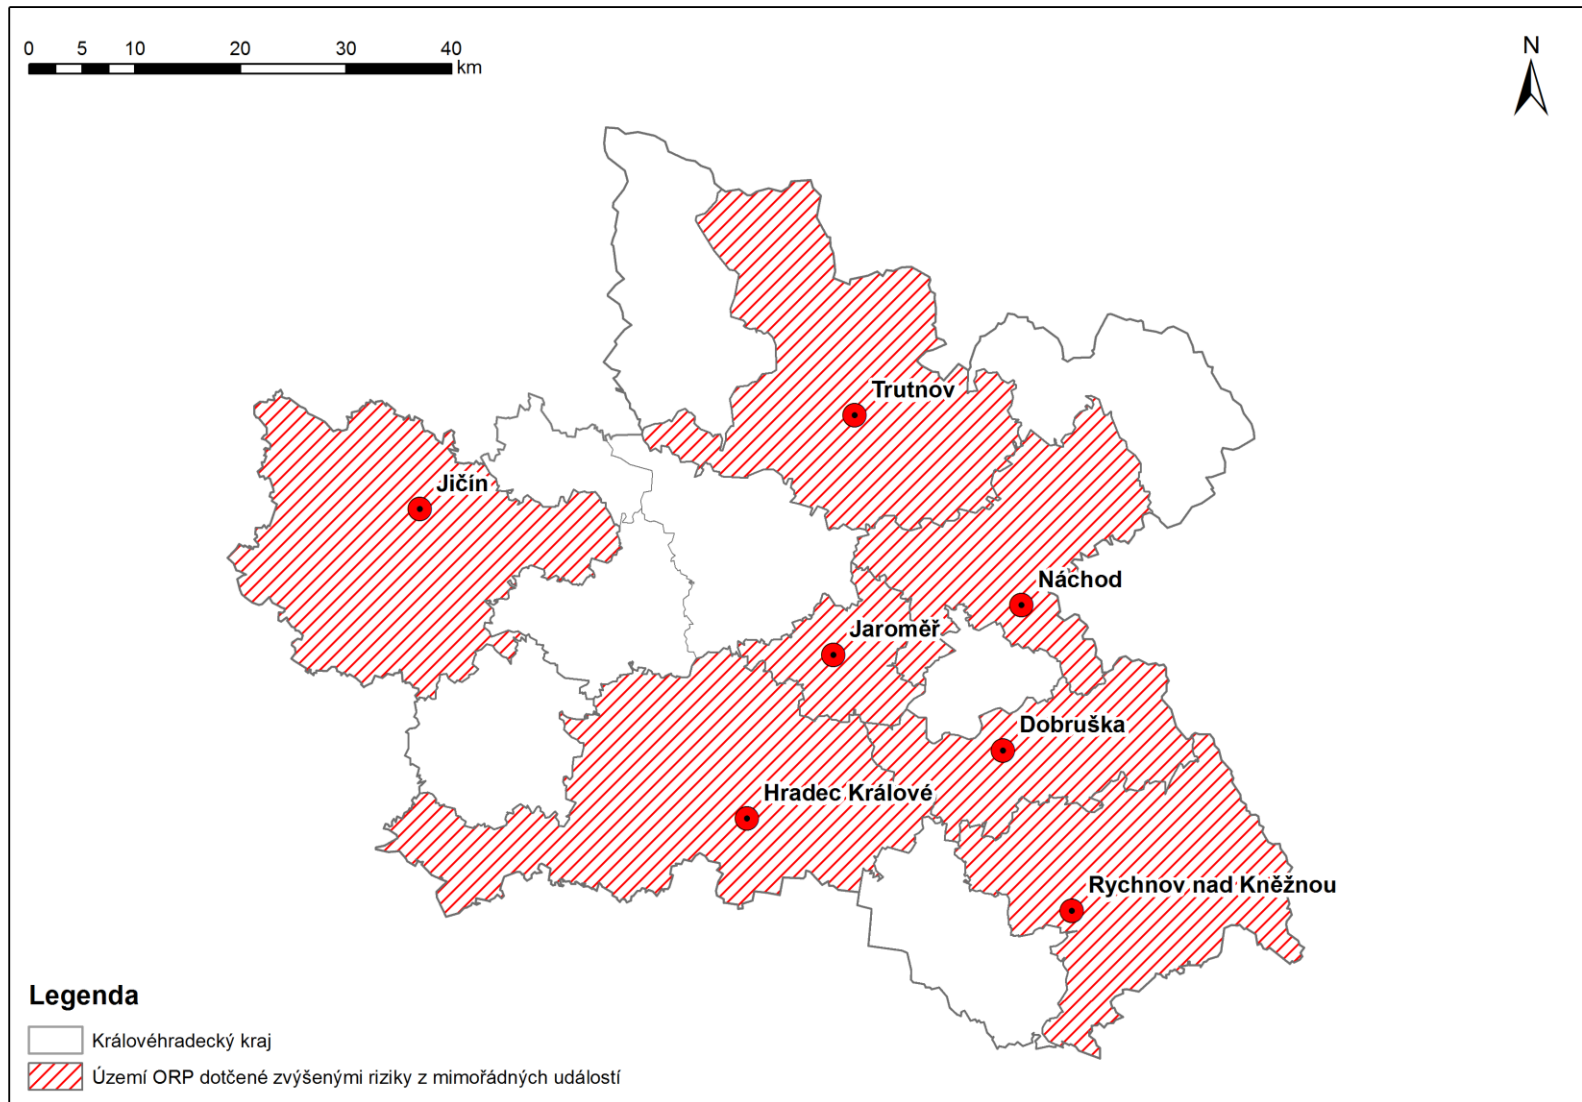 0 5 10 20 30 40
km
N
Trutnov
Jičín
Náchod
Jaroměř
Dobruška
Hradec Králové
Rychnov nad Kněžnou
Legenda
Královéhradecký kraj
Území ORP dotčené zvýšenými riziky z mimořádných událostí